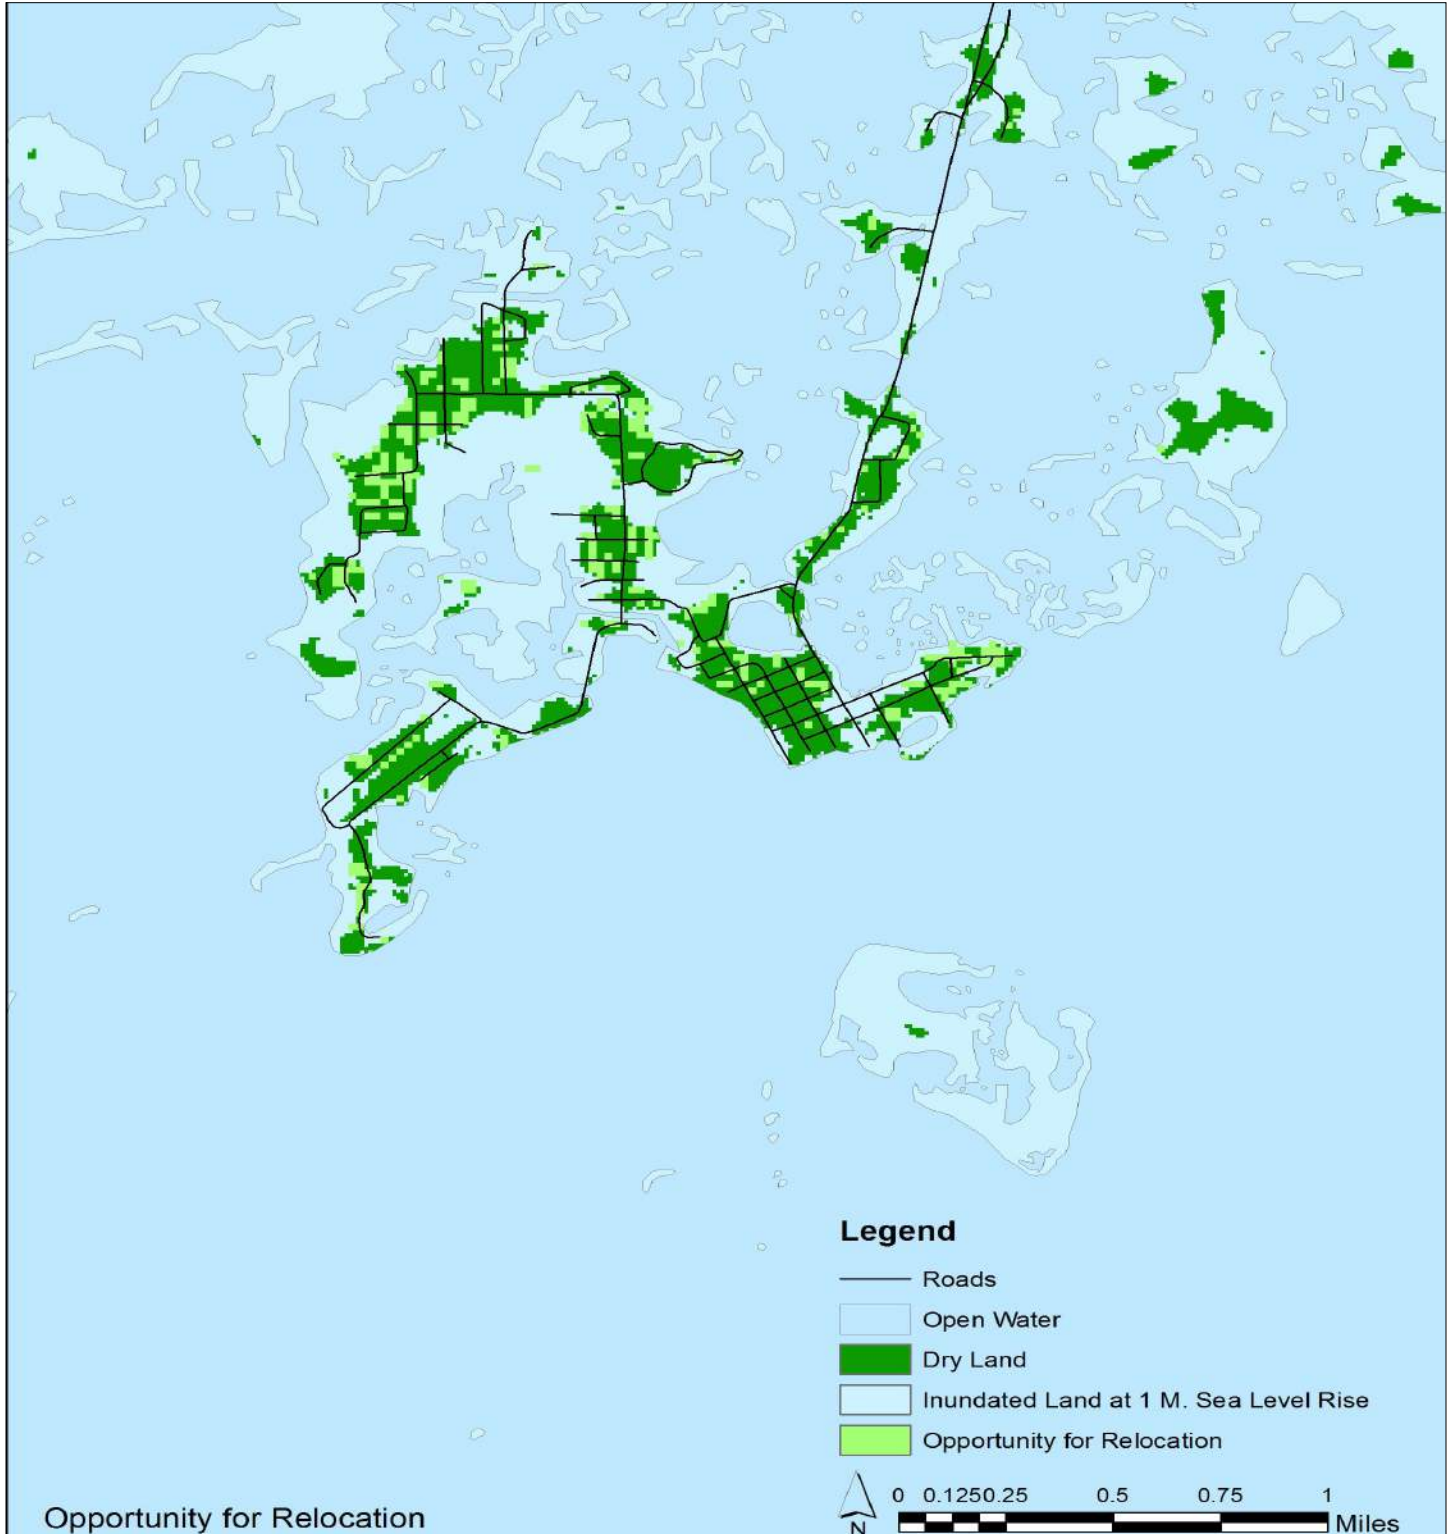 Legend
Roads
Open Water
Dry Land
Inundated Land at 1 M. Sea Level Rise
Opportunity for Relocation
0 0.1250.25 0.5 0.75 1
Miles
N
Opportunity for Relocation